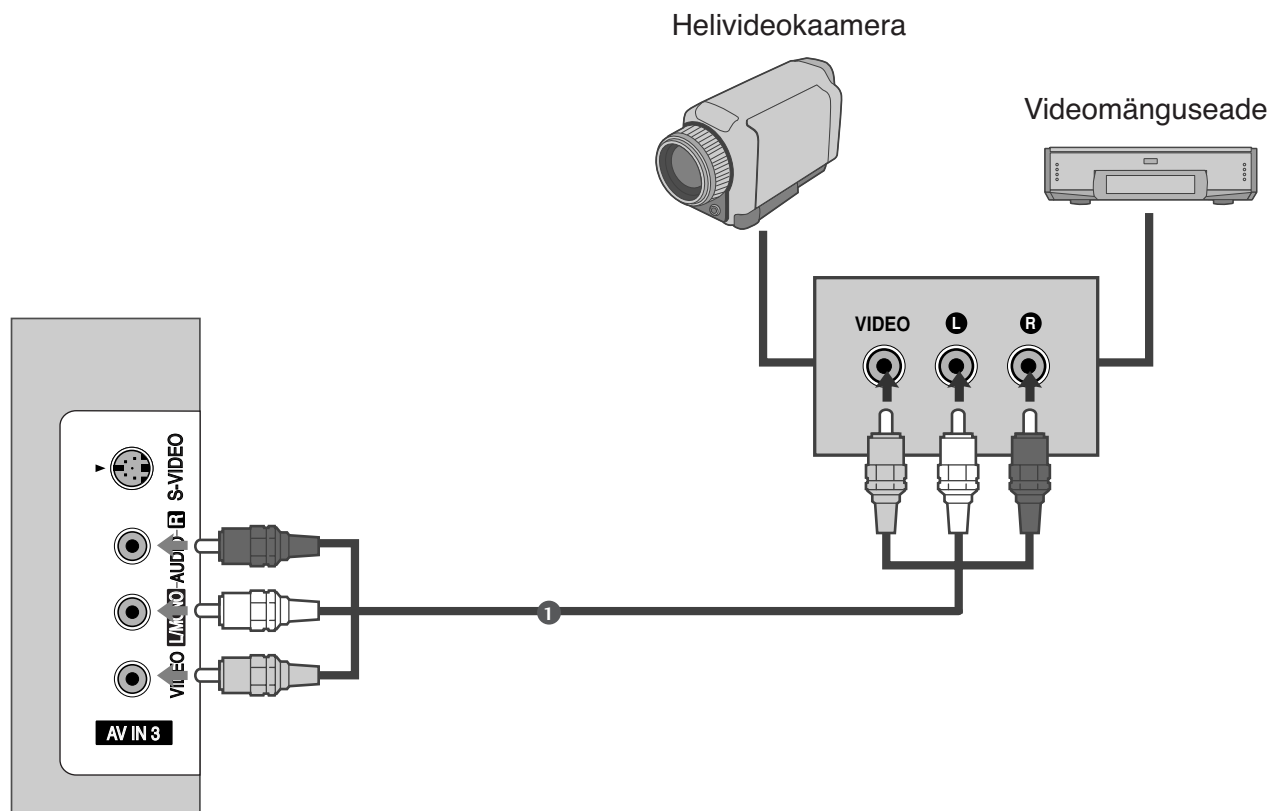 Helivideokaamera
Videomänguseade
VIDEO L R
S-VIDEO
VIDEO L/MONO AUDIO R
1
AV IN 3